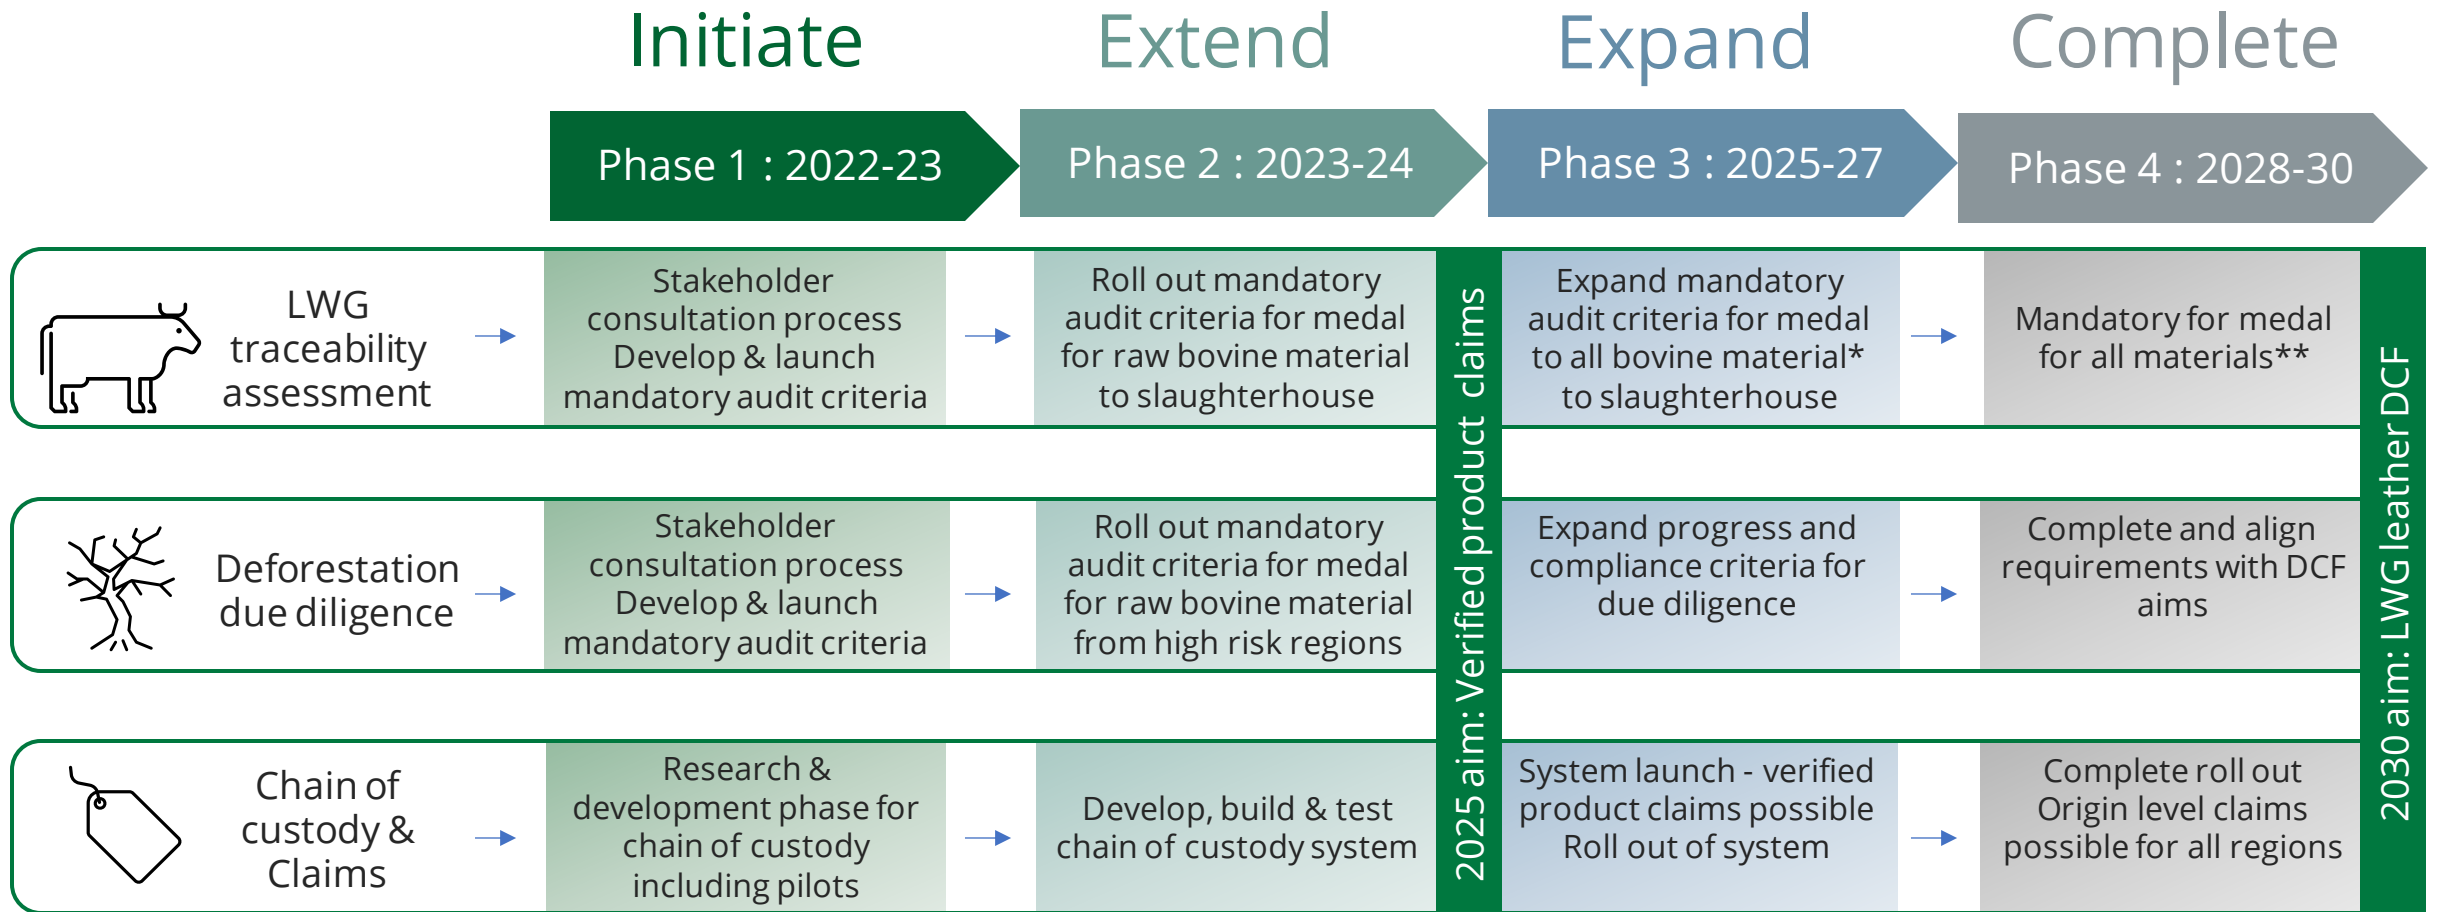 Initiate
Extend
Expand
Complete
Phase 1 : 2022-23
Phase 2 : 2023-24
Phase 3 : 2025-27
Phase 4 : 2028-30
LWG
traceability
assessment
Stakeholder
consultation process
Develop & launch
mandatory audit criteria
Roll out mandatory
audit criteria for medal
for raw bovine material
to slaughterhouse
Expand mandatory
audit criteria for medal
to all bovine material*
to slaughterhouse
Mandatory for medal
for all materials**
Deforestation
due diligence
Stakeholder
consultation process
Develop & launch
mandatory audit criteria
Roll out mandatory
audit criteria for medal
for raw bovine material
from high risk regions
Expand progress and
compliance criteria for
due diligence
Complete and align
requirements with DCF
aims
Chain of
custody &
Claims
Research &
development phase for
chain of custody
including pilots
Develop, build & test
chain of custody system
System launch - verified
product claims possible
Roll out of system
Complete roll out
Origin level claims
possible for all regions
2025 aim: Verified product claims
2030 aim: LWG leather DCF